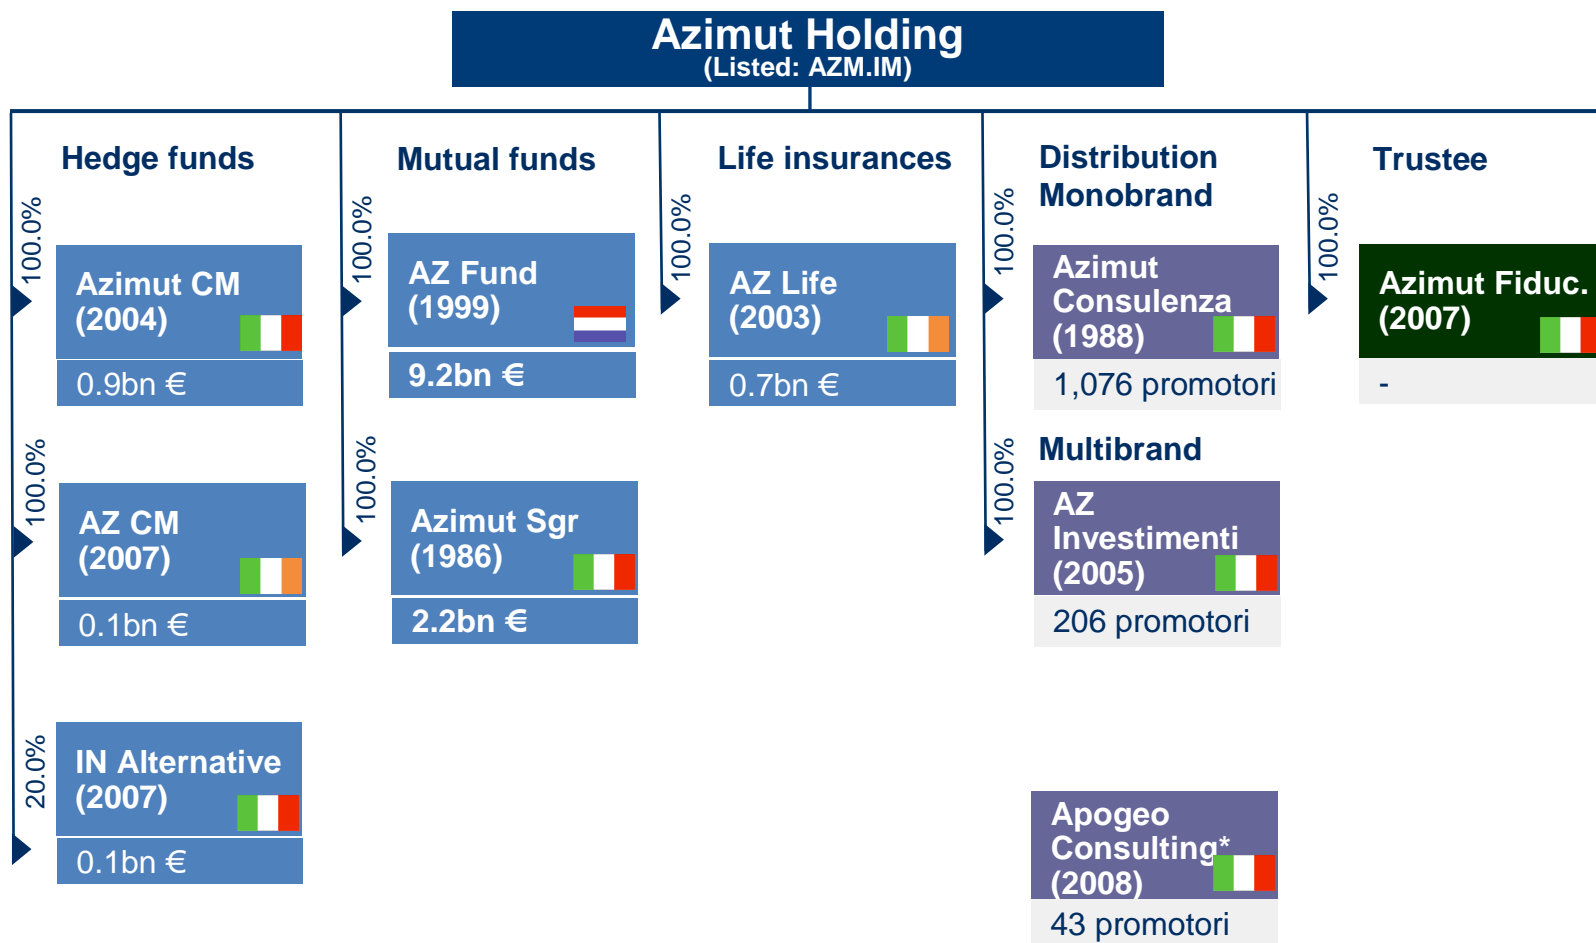 Azimut Holding
(Listed: AZM.IM)
Hedge funds
100.0%
Azimut CM
(2004)
0.9bn €
100.0%
AZ CM
(2007)
0.1bn €
20.0%
IN Alternative
(2007)
0.1bn €
Mutual funds
100.0%
AZ Fund
(1999)
9.2bn €
100.0%
Azimut Sgr
(1986)
2.2bn €
Life insurances
100.0%
AZ Life
(2003)
0.7bn €
Distribution
Monobrand
100.0%
Azimut
Consulenza
(1988)
1,076 promotori
Multibrand
100.0%
AZ
Investimenti
(2005)
206 promotori
Apogeo
Consulting*
(2008)
43 promotori
Trustee
100.0%
Azimut Fiduc.
(2007)
-